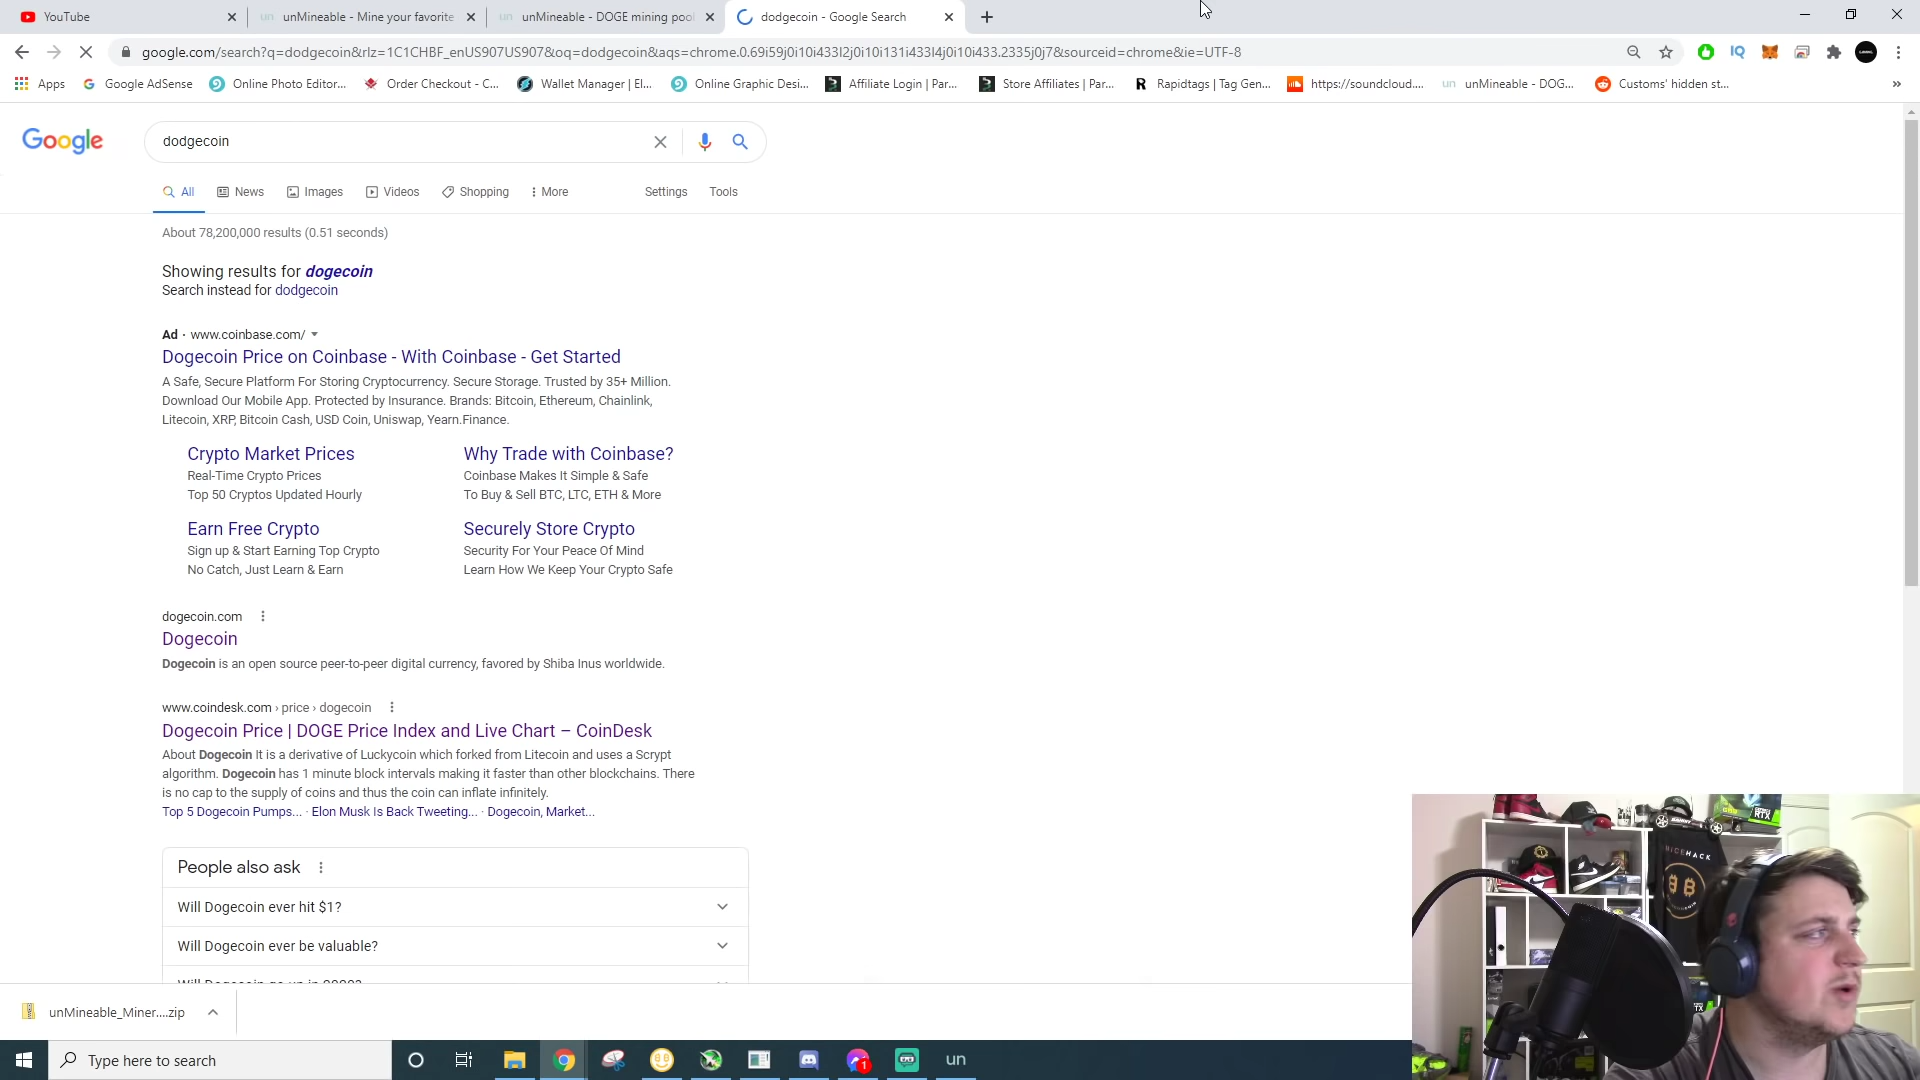 YouTube
unMineable - Mine your favorite
unMineable - DOGE mining pool
dodgecoin - Google Search
google.com/search?q=dodgecoin&rlz=1C1CHBF_enUS907US907&oq=dodgecoin&aqs=chrome.0.69i59j0i10i433l2j0i10i131i433l4j0i10i433.2335j0j7&sourceid=chrome&ie=UTF-8
Apps
Google AdSense
Online Photo Editor...
Order Checkout - C...
Wallet Manager | El...
Online Graphic Desi...
Affiliate Login | Par...
Store Affiliates | Par...
Rapidtags | Tag Gen...
https://soundcloud....
unMineable - DOG...
Customs' hidden st...
Google
dodgecoin
All
News
Images
Videos
Shopping
More
Settings
Tools
About 78,200,000 results (0.51 seconds)
Showing results for dogecoin
Search instead for dodgecoin
Ad · www.coinbase.com/
Dogecoin Price on Coinbase - With Coinbase - Get Started
A Safe, Secure Platform For Storing Cryptocurrency. Secure Storage. Trusted by 35+ Million.
Download Our Mobile App. Protected by Insurance. Brands: Bitcoin, Ethereum, Chainlink,
Litecoin, XRP, Bitcoin Cash, USD Coin, Uniswap, Yearn.Finance.
Crypto Market Prices
Real-Time Crypto Prices
Top 50 Cryptos Updated Hourly
Why Trade with Coinbase?
Coinbase Makes It Simple & Safe
To Buy & Sell BTC, LTC, ETH & More
Earn Free Crypto
Sign up & Start Earning Top Crypto
No Catch, Just Learn & Earn
Securely Store Crypto
Security For Your Peace Of Mind
Learn How We Keep Your Crypto Safe
dogecoin.com
Dogecoin
Dogecoin is an open source peer-to-peer digital currency, favored by Shiba Inus worldwide.
www.coindesk.com › price › dogecoin
Dogecoin Price | DOGE Price Index and Live Chart – CoinDesk
About Dogecoin It is a derivative of Luckycoin which forked from Litecoin and uses a Scrypt
algorithm. Dogecoin has 1 minute block intervals making it faster than other blockchains. There
is no cap to the supply of coins and thus the coin can inflate infinitely.
Top 5 Dogecoin Pumps... · Elon Musk Is Back Tweeting... · Dogecoin, Market...
People also ask
Will Dogecoin ever hit $1?
Will Dogecoin ever be valuable?
unMineable_Miner....zip
Type here to search
1
un
NICEHACK
RTX